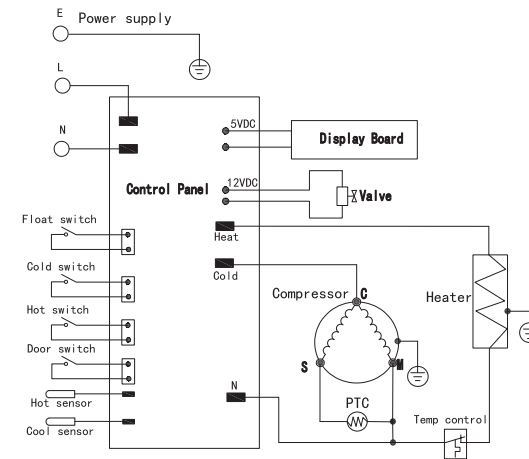 E Power supply
L
N
5VDC
Display Board
Control Panel
12VDC
Valve
Float switch
Heat
Cold switch
Cold
Compressor C
Heater
Hot switch
Door switch
S
M
Hot sensor
N
PTC
Temp control
Cool sensor